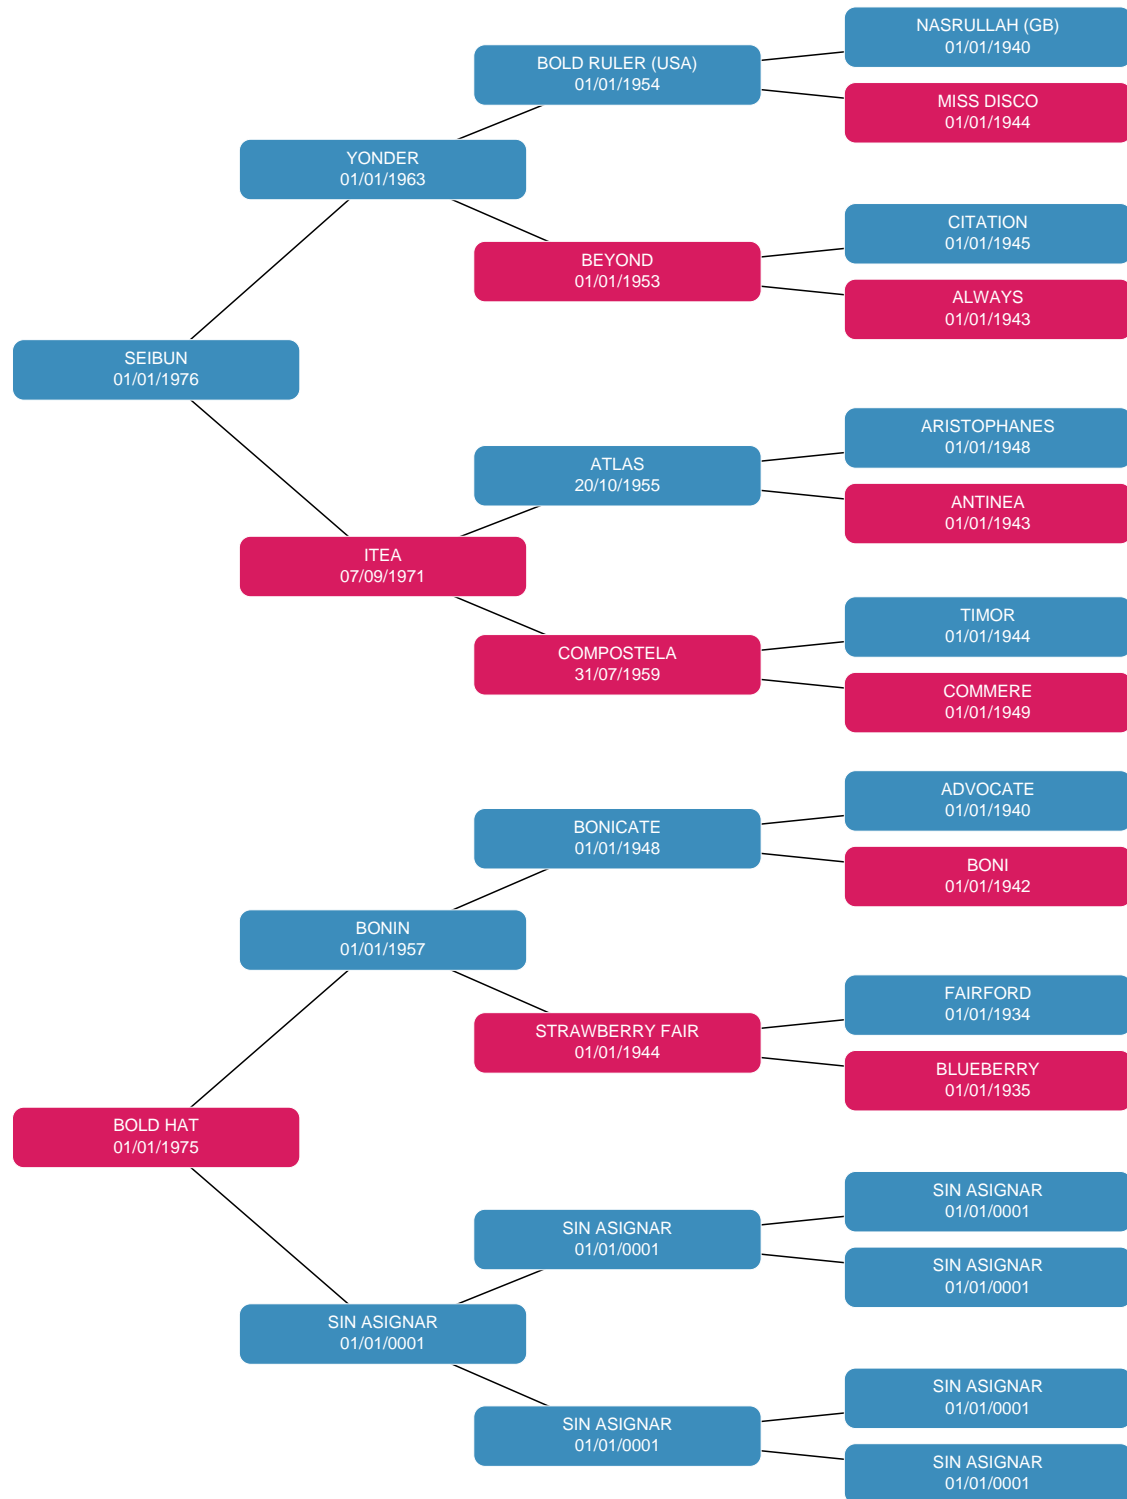 NASRULLAH (GB)
01/01/1940
BOLD RULER (USA)
01/01/1954
MISS DISCO
01/01/1944
YONDER
01/01/1963
CITATION
01/01/1945
BEYOND
01/01/1953
ALWAYS
01/01/1943
SEIBUN
01/01/1976
ARISTOPHANES
01/01/1948
ATLAS
20/10/1955
ANTINEA
01/01/1943
ITEA
07/09/1971
TIMOR
01/01/1944
COMPOSTELA
31/07/1959
COMMERE
01/01/1949
ADVOCATE
01/01/1940
BONICATE
01/01/1948
BONI
01/01/1942
BONIN
01/01/1957
FAIRFORD
01/01/1934
STRAWBERRY FAIR
01/01/1944
BLUEBERRY
01/01/1935
BOLD HAT
01/01/1975
SIN ASIGNAR
01/01/0001
SIN ASIGNAR
01/01/0001
SIN ASIGNAR
01/01/0001
SIN ASIGNAR
01/01/0001
SIN ASIGNAR
01/01/0001
SIN ASIGNAR
01/01/0001
SIN ASIGNAR
01/01/0001